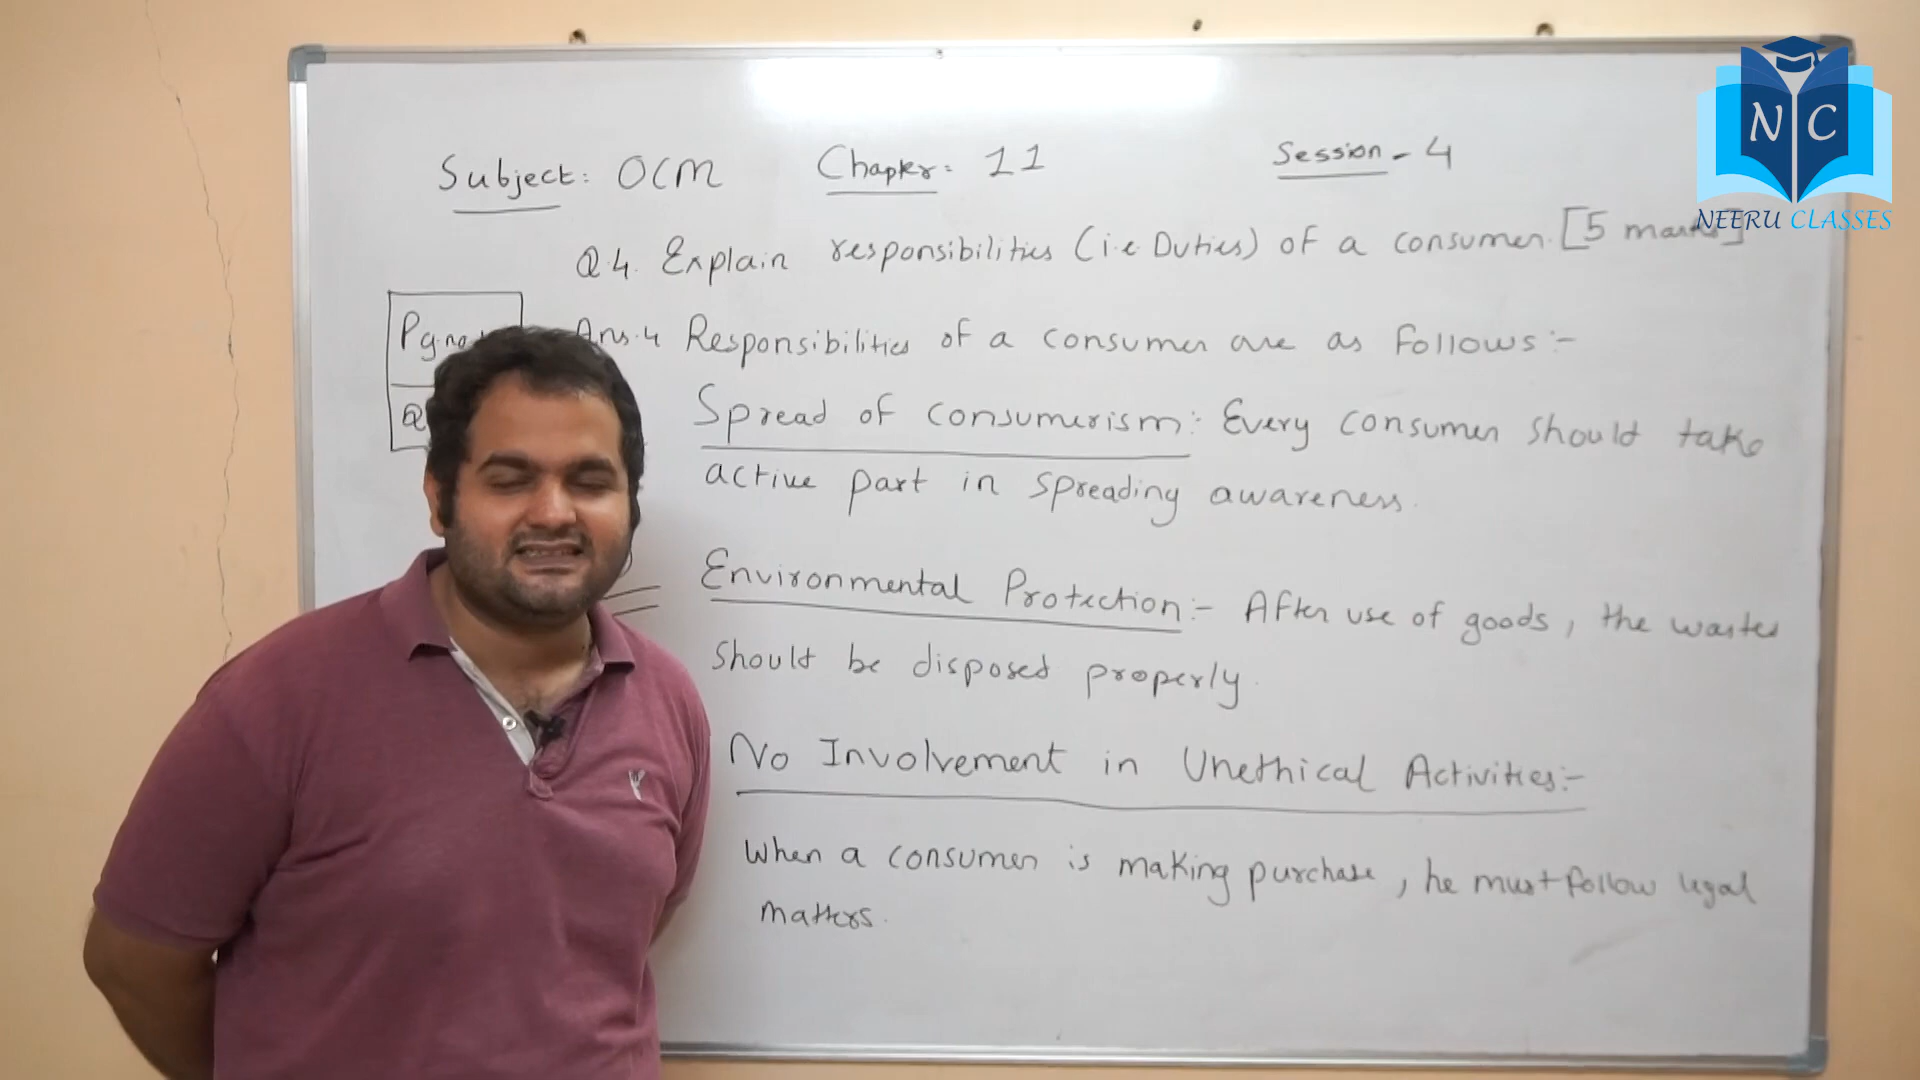 N C
NEERU CLASSES
Subject: OCM Chapter: 11 Session - 4
Q.4. Explain responsibilities (i.e Duties) of a consumer. [5 marks]
Pg.no
Ans.4 Responsibilities of a consumer are as follows:-
Q
Spread of consumerism: Every consumer should take
active part in spreading awareness.
Environmental Protection:- After use of goods, the wastes
should be disposed properly.
No Involvement in Unethical Activities:-
When a consumer is making purchase, he must follow legal
matters.